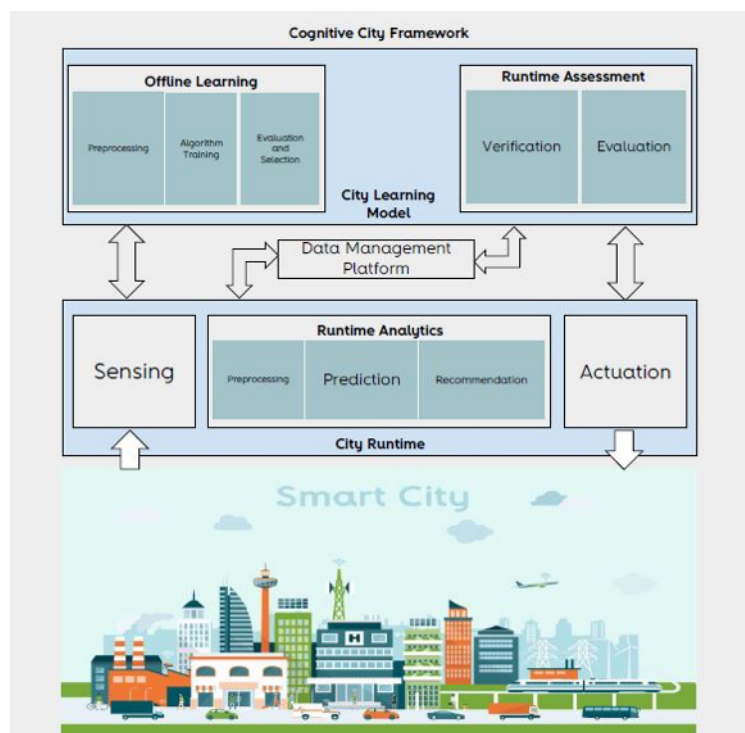 Cognitive City Framework
Offline Learning
Preprocessing
Algorithm
Training
Evaluation
and
Selection
Runtime Assessment
Verification
Evaluation
City Learning
Model
Data Management
Platform
Sensing
Runtime Analytics
Preprocessing
Prediction
Recommendation
Actuation
City Runtime
Smart City
H